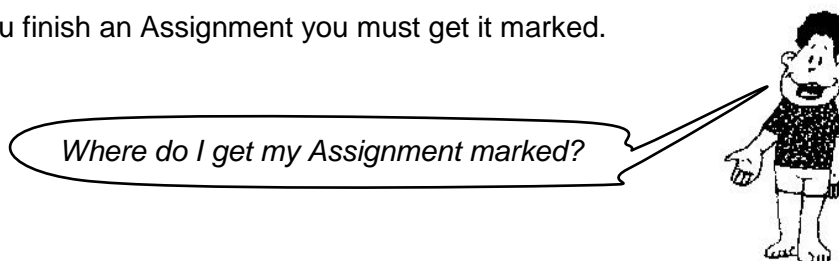 u finish an Assignment you must get it marked.
Where do I get my Assignment marked?